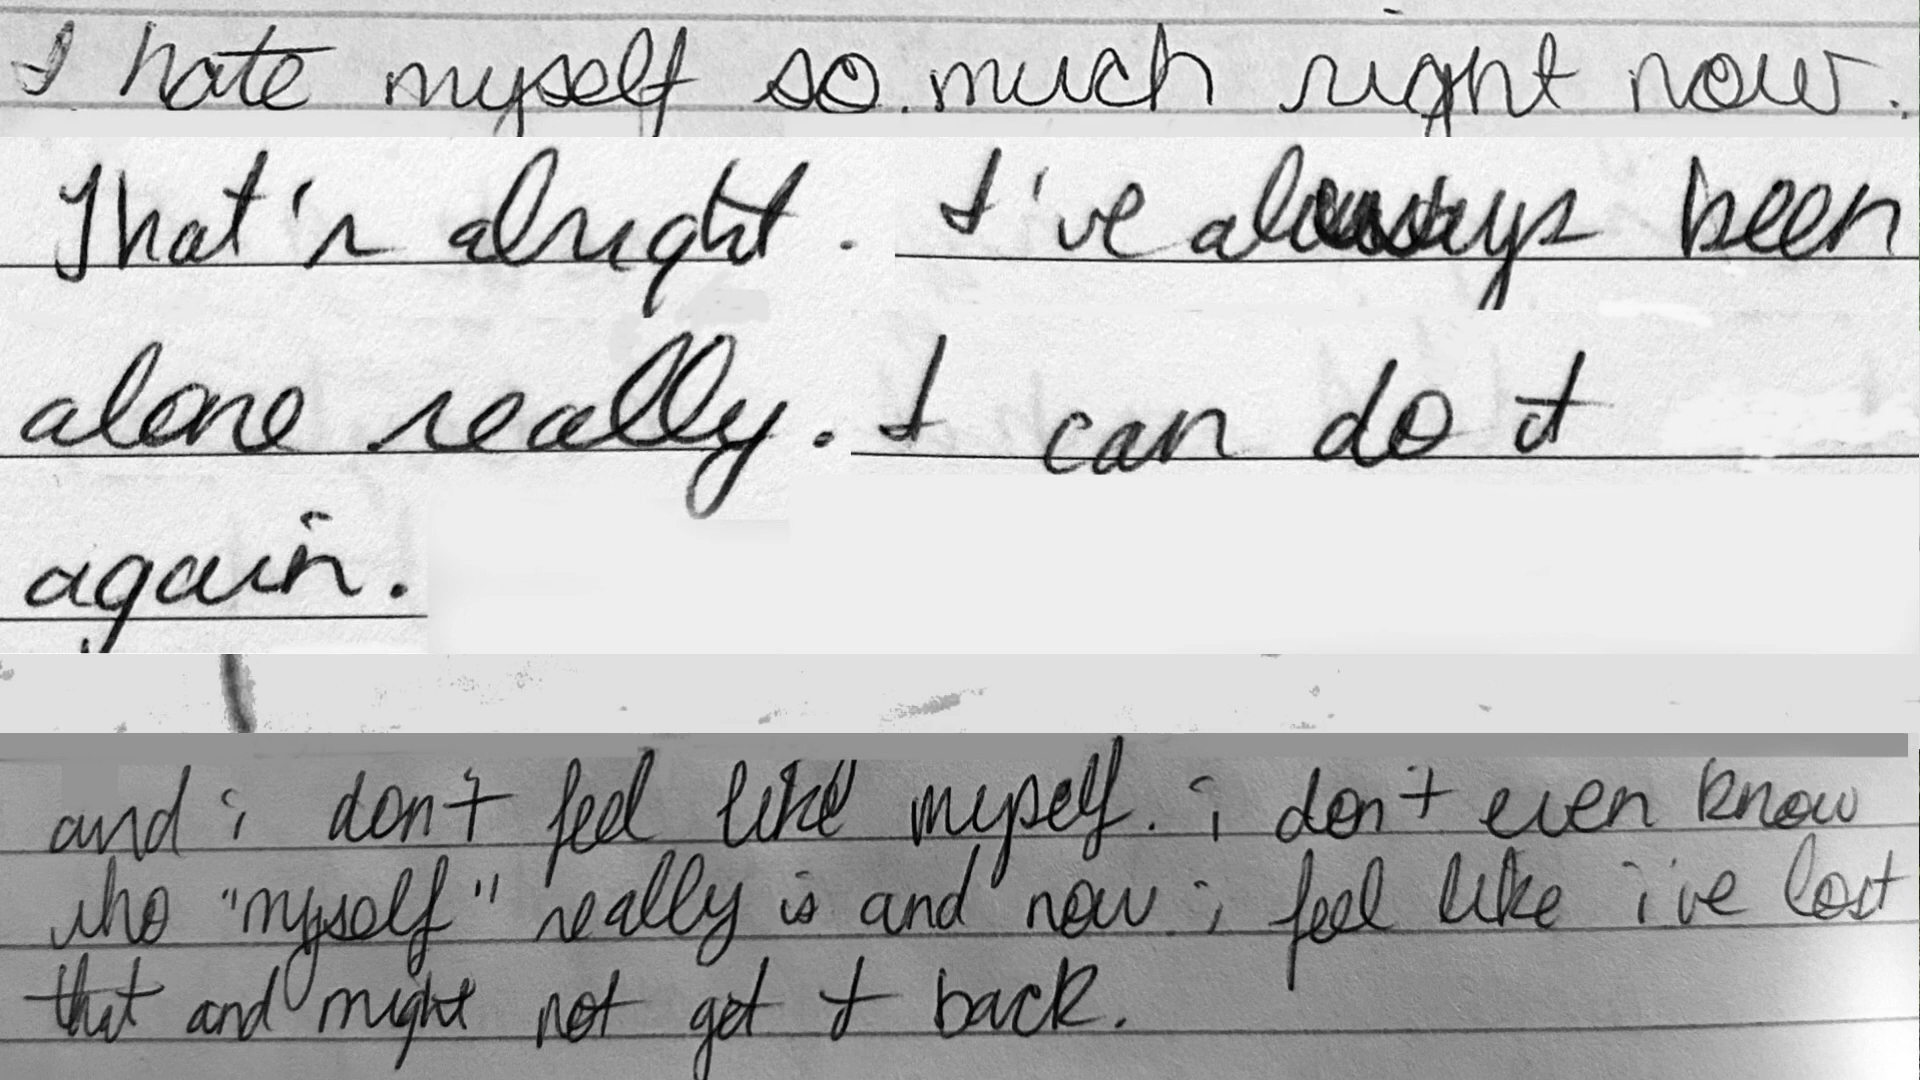 I hate myself so much right now.
That's alright. I've always been
alone really. I can do it
again.
and i don't feel like myself. i don't even know
who "myself" really is and now i feel like i've lost
that and might not get it back.